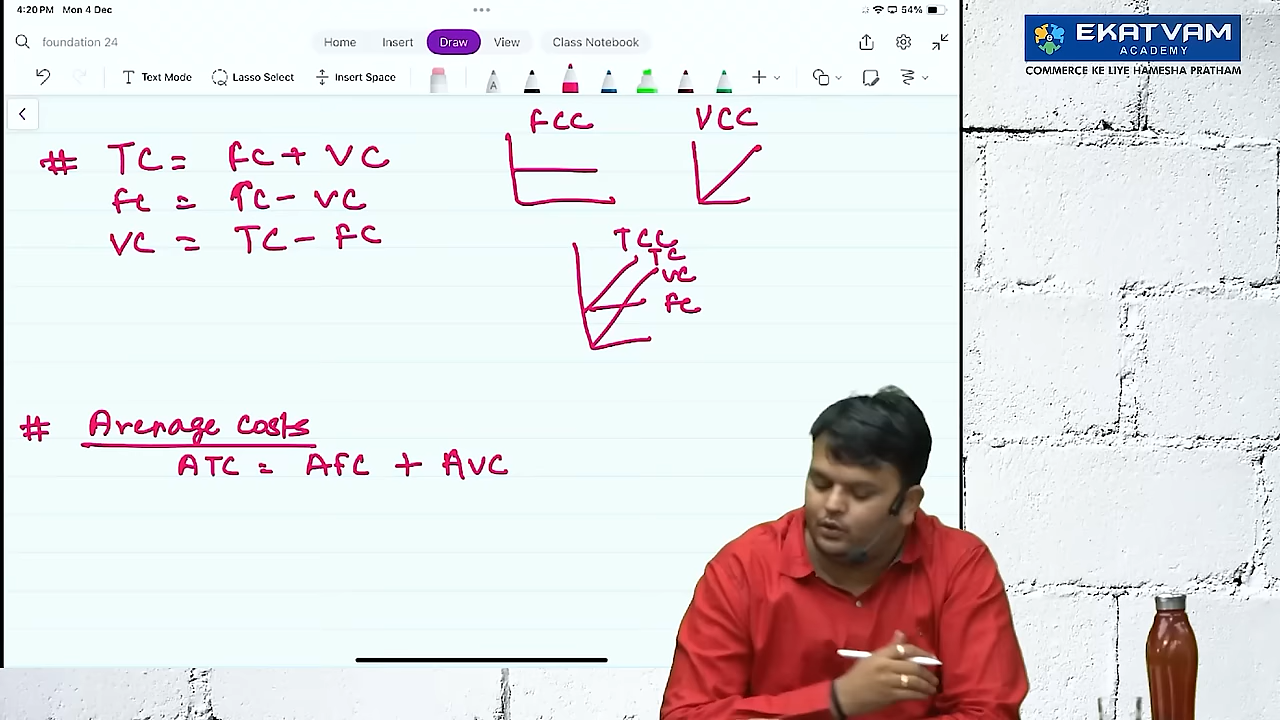 4:20 PM Mon 4 Dec
54%
foundation 24
Home Insert Draw View Class Notebook
Text Mode Lasso Select Insert Space
EKATVAM
ACADEMY
COMMERCE KE LIYE HAMESHA PRATHAM
# TC = FC + VC
FC = TC - VC
VC = TC - FC
FCC
VCC
TCC
TC
VC
FC
# Average costs
ATC = AFC + AVC